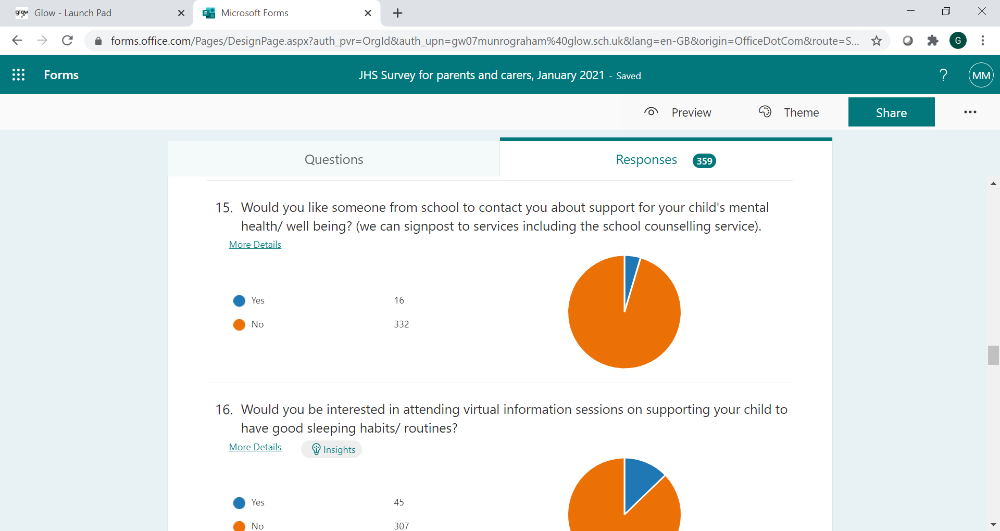 glow Glow - Launch Pad
Microsoft Forms
forms.office.com/Pages/DesignPage.aspx?auth_pvr=OrgId&auth_upn=gw07munrograham%40glow.sch.uk&lang=en-GB&origin=OfficeDotCom&route=S...
G
Forms
JHS Survey for parents and carers, January 2021 - Saved
?
MM
Preview
Theme
Share
Questions
Responses 359
15. Would you like someone from school to contact you about support for your child's mental
health/ well being? (we can signpost to services including the school counselling service).
More Details
Yes 16
No 332
16. Would you be interested in attending virtual information sessions on supporting your child to
have good sleeping habits/ routines?
More Details
Insights
Yes 45
No 307